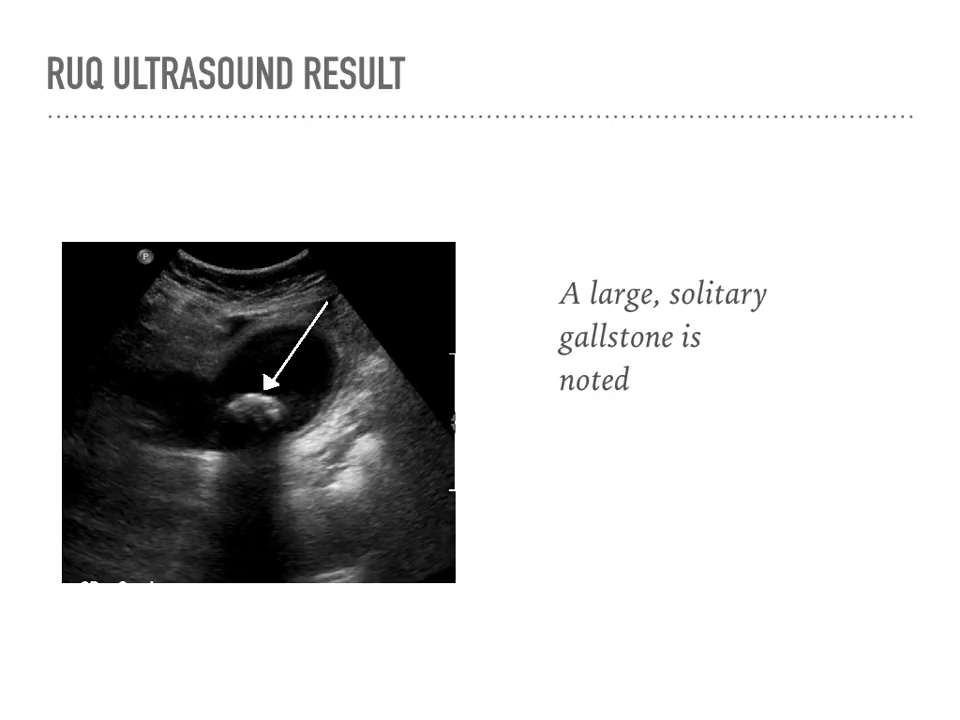 RUQ ULTRASOUND RESULT
P
A large, solitary
gallstone is
noted